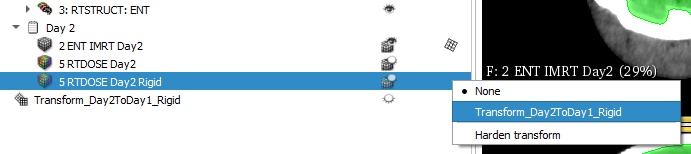 3: RTSTRUCT: ENT
Day 2
2 ENT IMRT Day2
5 RTDOSE Day2
5 RTDOSE Day2 Rigid
Transform_Day2ToDay1_Rigid
F: 2 ENT IMRT Day2 (29%)
None
Transform_Day2ToDay1_Rigid
Harden transform